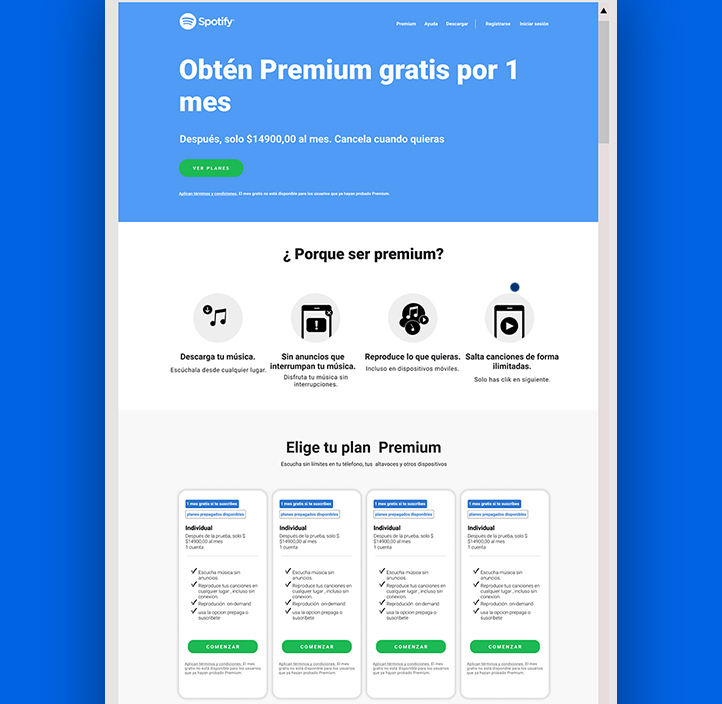 Spotify
Premium Ayuda Descargar Registrarse Iniciar sesión
Obtén Premium gratis por 1
mes
Después, solo $14900,00 al mes. Cancela cuando quieras
VER PLANES
Aplican términos y condiciones. El mes gratis no está disponible para los usuarios que ya hayan probado Premium.
¿ Porque ser premium?
Descarga tu música.
Escúchala desde cualquier lugar.
Sin anuncios que
interrumpan tu música.
Disfruta tu música sin
interrupciones.
Reproduce lo que quieras.
Incluso en dispositivos móviles.
Salta canciones de forma
ilimitadas.
Solo has clik en siguiente.
Elige tu plan Premium
Escucha sin límites en tu télefono, tus altavoces y otros dispositivos
1 mes gratis si te suscribes
planes prepagados disponibles
Individual
Después de la prueba, solo $
$14900,00 al mes
1 cuenta
Escucha música sin
anuncios.
Reproduce tus canciones en
cualquier lugar , incluso sin
conexion.
Reprodución on-demand
usa la opcion prepaga o
suscribete
COMENZAR
Aplican términos y condiciones. El mes
gratis no está disponible para los usuarios
que ya hayan probado Premium.
1 mes gratis si te suscribes
planes prepagados disponibles
Individual
Después de la prueba, solo $
$14900,00 al mes
1 cuenta
Escucha música sin
anuncios.
Reproduce tus canciones en
cualquier lugar , incluso sin
conexion.
Reprodución on-demand
usa la opcion prepaga o
suscribete
COMENZAR
Aplican términos y condiciones. El mes
gratis no está disponible para los usuarios
que ya hayan probado Premium.
1 mes gratis si te suscribes
planes prepagados disponibles
Individual
Después de la prueba, solo $
$14900,00 al mes
1 cuenta
Escucha música sin
anuncios.
Reproduce tus canciones en
cualquier lugar , incluso sin
conexion.
Reprodución on-demand
usa la opcion prepaga o
suscribete
COMENZAR
Aplican términos y condiciones. El mes
gratis no está disponible para los usuarios
que ya hayan probado Premium.
1 mes gratis si te suscribes
planes prepagados disponibles
Individual
Después de la prueba, solo $
$14900,00 al mes
1 cuenta
Escucha música sin
anuncios.
Reproduce tus canciones en
cualquier lugar , incluso sin
conexion.
Reprodución on-demand
usa la opcion prepaga o
suscribete
COMENZAR
Aplican términos y condiciones. El mes
gratis no está disponible para los usuarios
que ya hayan probado Premium.